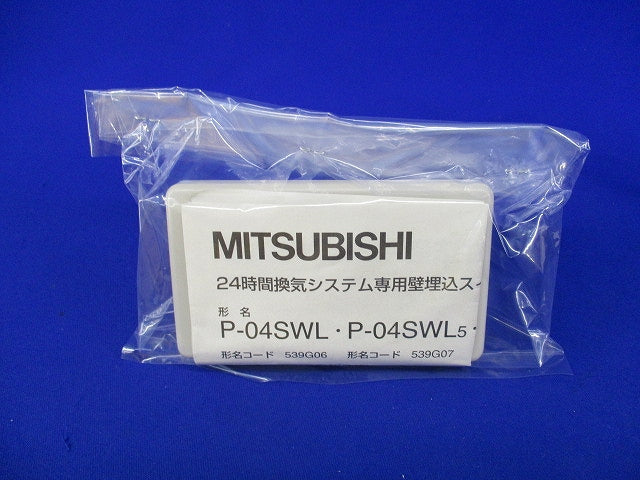 MITSUBISHI
24時間換気システム専用壁埋込ス
形名
P-04SWL・P-04SWL5・
形名コード 539G06 形名コード 539G07